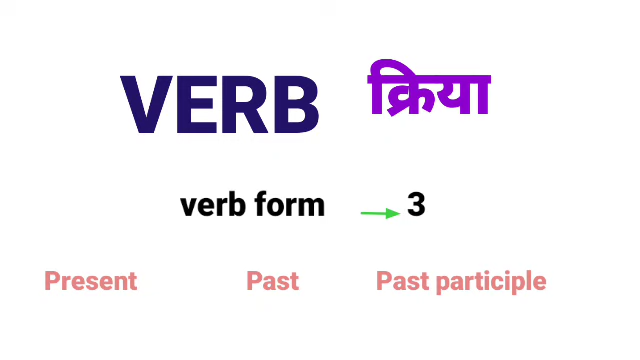 VERB क्रिया
verb form → 3
Present Past Past participle